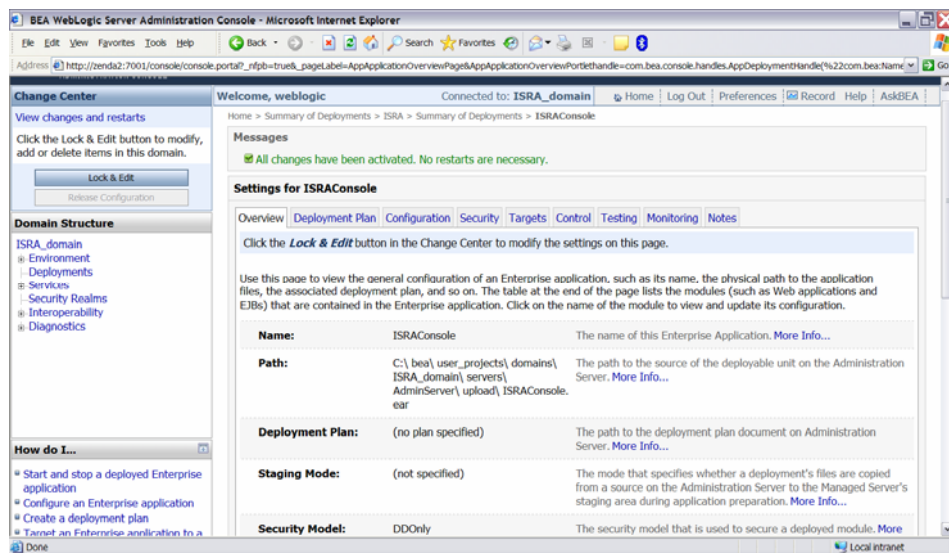 BEA WebLogic Server Administration Console - Microsoft Internet Explorer
File Edit View Favorites Tools Help
Back Search Favorites
Address http://zenda2:7001/console/console.portal?_nfpb=true&_pageLabel=AppApplicationOverviewPage&AppApplicationOverviewPortlethandle=com.bea.console.handles.AppDeploymentHandle(%22com.bea:Name Go
Change Center
View changes and restarts
Click the Lock & Edit button to modify,
add or delete items in this domain.
Lock & Edit
Release Configuration
Domain Structure
ISRA_domain
Environment
Deployments
Services
Security Realms
Interoperability
Diagnostics
How do I...
Start and stop a deployed Enterprise
application
Configure an Enterprise application
Create a deployment plan
Target an Enterprise application to a
Welcome, weblogic Connected to: ISRA_domain Home Log Out Preferences Record Help AskBEA
Home > Summary of Deployments > ISRA > Summary of Deployments > ISRAConsole
Messages
All changes have been activated. No restarts are necessary.
Settings for ISRAConsole
Overview Deployment Plan Configuration Security Targets Control Testing Monitoring Notes
Click the Lock & Edit button in the Change Center to modify the settings on this page.
Use this page to view the general configuration of an Enterprise application, such as its name, the physical path to the application
files, the associated deployment plan, and so on. The table at the end of the page lists the modules (such as Web applications and
EJBs) that are contained in the Enterprise application. Click on the name of the module to view and update its configuration.
Name: ISRAConsole The name of this Enterprise Application. More Info...
Path: C:\ bea\ user_projects\ domains\ The path to the source of the deployable unit on the Administration
ISRA_domain\ servers\ Server. More Info...
AdminServer\ upload\ ISRAConsole.
ear
Deployment Plan: (no plan specified) The path to the deployment plan document on Administration
Server. More Info...
Staging Mode: (not specified) The mode that specifies whether a deployment's files are copied
from a source on the Administration Server to the Managed Server's
staging area during application preparation. More Info...
Security Model: DDOnly The security model that is used to secure a deployed module. More
Done Local intranet